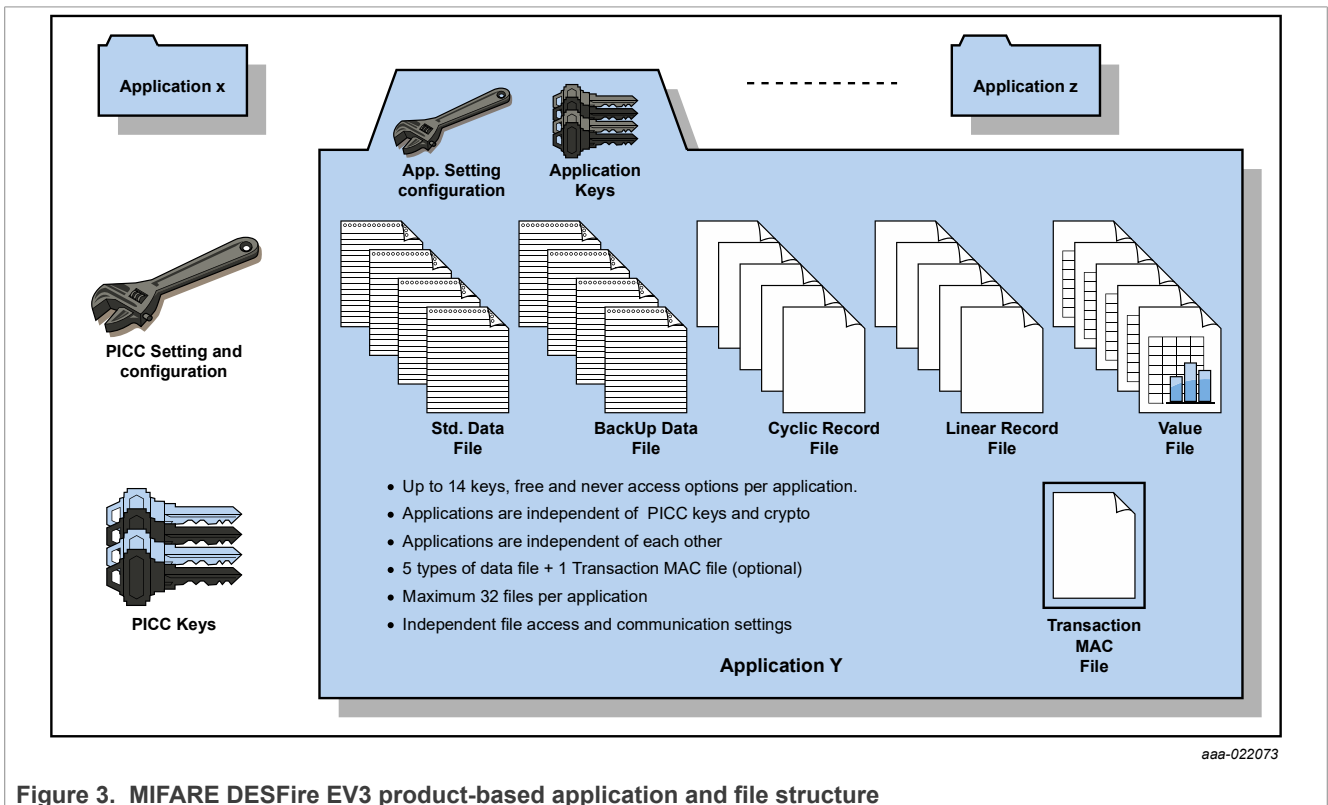 Application x
Application z
App. Setting
configuration
Application
Keys
PICC Setting and
configuration
Std. Data
File
BackUp Data
File
Cyclic Record
File
Linear Record
File
Value
File
• Up to 14 keys, free and never access options per application.
• Applications are independent of PICC keys and crypto
• Applications are independent of each other
• 5 types of data file + 1 Transaction MAC file (optional)
• Maximum 32 files per application
• Independent file access and communication settings
PICC Keys
Transaction
MAC
File
Application Y
aaa-022073
Figure 3. MIFARE DESFire EV3 product-based application and file structure